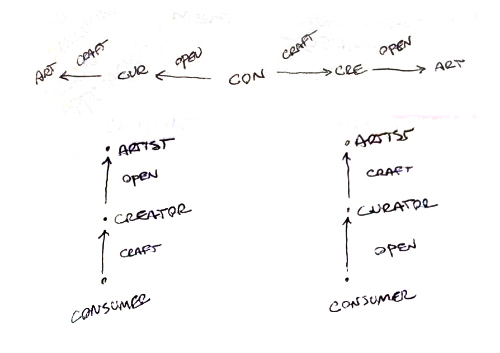 CRAFT OPEN CRAFT OPEN
ART CUR CON CRE ART
ARTIST ARTIST
OPEN CRAFT
CREATOR CURATOR
CRAFT OPEN
CONSUMER CONSUMER